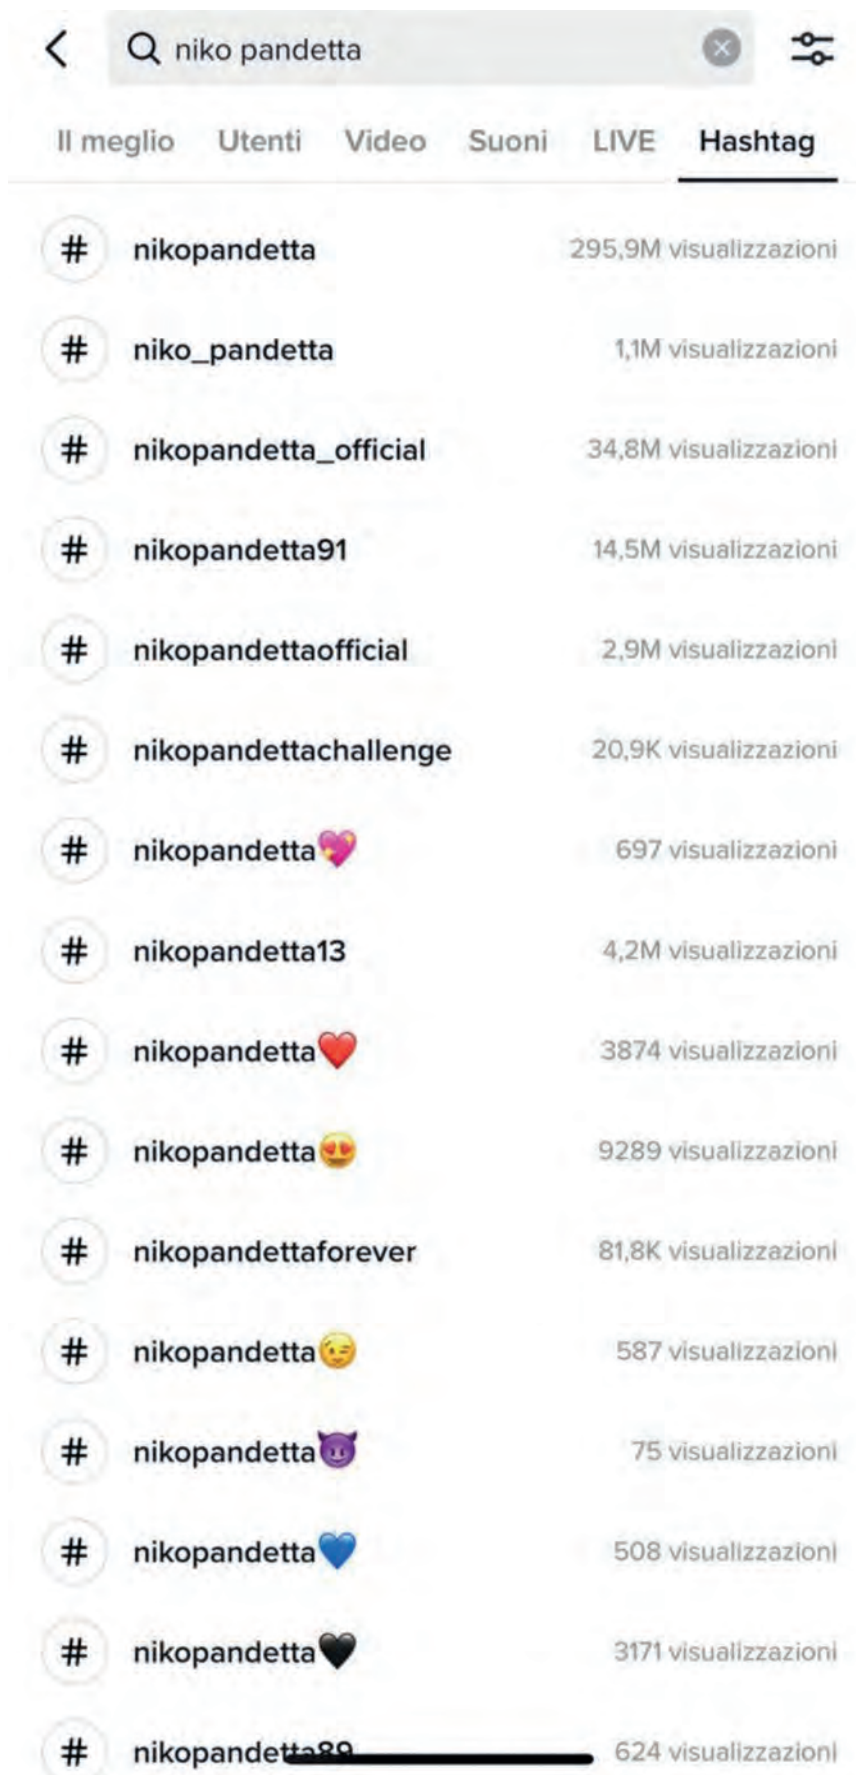 niko pandetta
Il meglio Utenti Video Suoni LIVE Hashtag
# nikopandetta 295,9M visualizzazioni
# niko_pandetta 1,1M visualizzazioni
# nikopandetta_official 34,8M visualizzazioni
# nikopandetta91 14,5M visualizzazioni
# nikopandettaofficial 2,9M visualizzazioni
# nikopandettachallenge 20,9K visualizzazioni
# nikopandetta💖 697 visualizzazioni
# nikopandetta13 4,2M visualizzazioni
# nikopandetta❤️ 3874 visualizzazioni
# nikopandetta😍 9289 visualizzazioni
# nikopandettaforever 81,8K visualizzazioni
# nikopandetta😉 587 visualizzazioni
# nikopandetta😈 75 visualizzazioni
# nikopandetta💙 508 visualizzazioni
# nikopandetta🖤 3171 visualizzazioni
# nikopandetta89 624 visualizzazioni